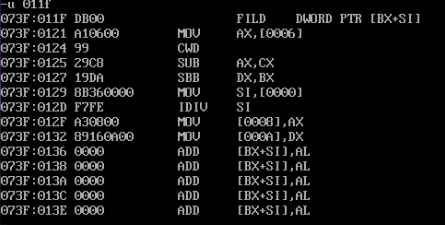 -u 011f
073F:011F DB00 FILD DWORD PTR [BX+SI]
073F:0121 A10600 MOV AX,[0006]
073F:0124 99 CWD
073F:0125 29C8 SUB AX,CX
073F:0127 19DA SBB DX,BX
073F:0129 8B360000 MOV SI,[0000]
073F:012D F7FE IDIV SI
073F:012F A30800 MOV [0008],AX
073F:0132 89160A00 MOV [000A],DX
073F:0136 0000 ADD [BX+SI],AL
073F:0138 0000 ADD [BX+SI],AL
073F:013A 0000 ADD [BX+SI],AL
073F:013C 0000 ADD [BX+SI],AL
073F:013E 0000 ADD [BX+SI],AL